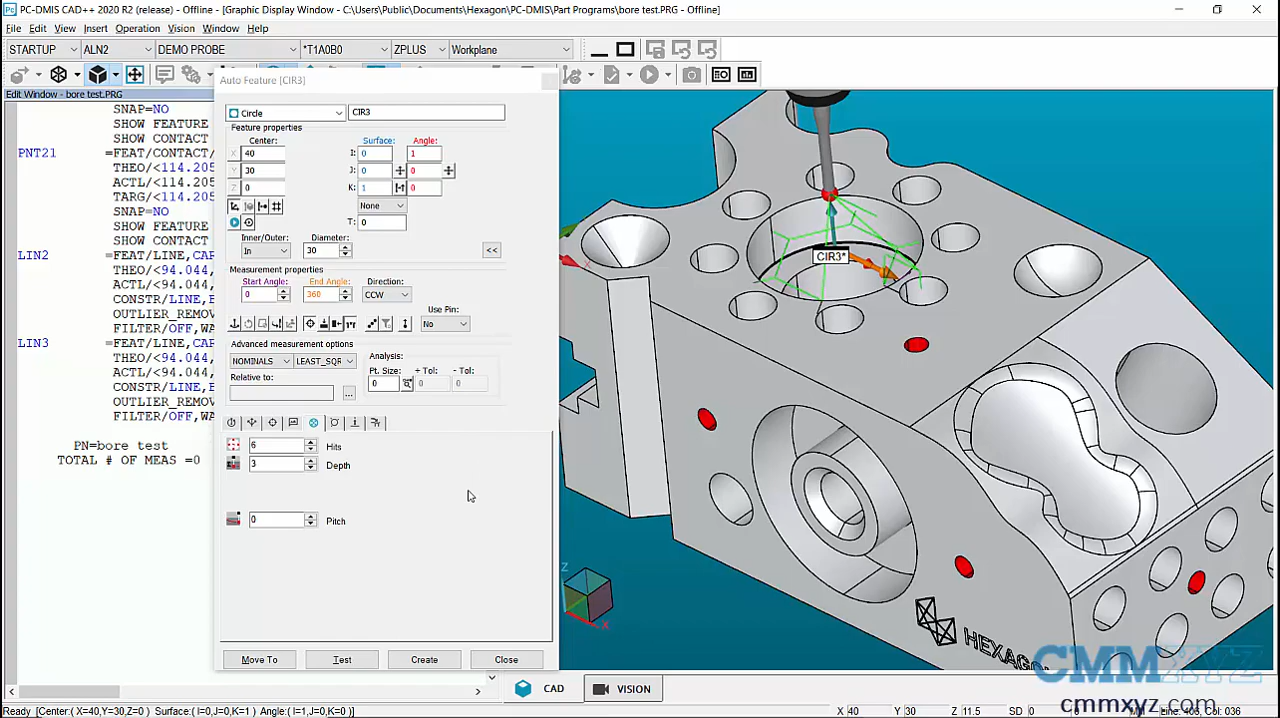 PC-DMIS CAD++ 2020 R2 (release) - Offline - [Graphic Display Window - C:\Users\Public\Documents\Hexagon\PC-DMIS\Part Programs\bore test.PRG - Offline]
File Edit View Insert Operation Vision Window Help
STARTUP ALN2 DEMO PROBE *T1A0B0 ZPLUS Workplane
Edit Window - bore test.PRG
SNAP=NO
SHOW FEATURE
SHOW CONTACT
PNT21 =FEAT/CONTACT/
THEO/<114.205
ACTL/<114.205
TARG/<114.205
SNAP=NO
SHOW FEATURE
SHOW CONTACT
LIN2 =FEAT/LINE,CAR
THEO/<94.044,
ACTL/<94.044,
CONSTR/LINE,B
OUTLIER_REMOV
FILTER/OFF,WA
LIN3 =FEAT/LINE,CAR
THEO/<94.044,
ACTL/<94.044,
CONSTR/LINE,B
OUTLIER_REMOV
FILTER/OFF,WA
PN=bore test
TOTAL # OF MEAS =0
Auto Feature [CIR3]
Circle CIR3
Feature properties
Center: Surface: Angle:
X 40 I: 0 1
Y 30 J: 0 0
Z 0 K: 1 0
None
T: 0
Inner/Outer: Diameter:
In 30 <<
Measurement properties
Start Angle: End Angle: Direction:
0 360 CCW
Use Pin:
No
Advanced measurement options
NOMINALS LEAST_SQR
Analysis:
Pt. Size: + Tol: - Tol:
0 0 0
Relative to:
...
6 Hits
3 Depth
0 Pitch
Move To Test Create Close
CIR3*
X
Z
X
HEXAGON
CMMXYZ
cmmxyz.com
CAD VISION
Ready [Center:( X=40,Y=30,Z=0 ) Surface:( I=0,J=0,K=1 ) Angle:( I=1,J=0,K=0 )] X 40 Y 30 Z 11.5 SD 0